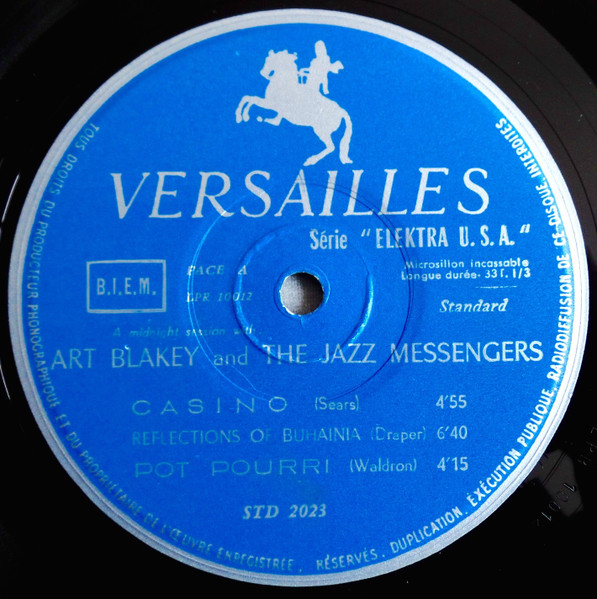 VERSAILLES
Série "ELEKTRA U.S.A."
B.I.E.M.
FACE A
LPR 10012
Microsillon incassable
Longue durée - 33 T. 1/3
Standard
A midnight session with...
ART BLAKEY and THE JAZZ MESSENGERS
CASINO (Sears) 4'55
REFLECTIONS OF BUHAINIA (Draper) 6'40
POT POURRI (Waldron) 4'15
STD 2023
TOUS DROITS DU PRODUCTEUR PHONOGRAPHIQUE ET DU PROPRIÉTAIRE DE L'ŒUVRE ENREGISTRÉE. RÉSERVÉS. DUPLICATION. EXÉCUTION PUBLIQUE. RADIODIFFUSION DE CE DISQUE INTERDITES